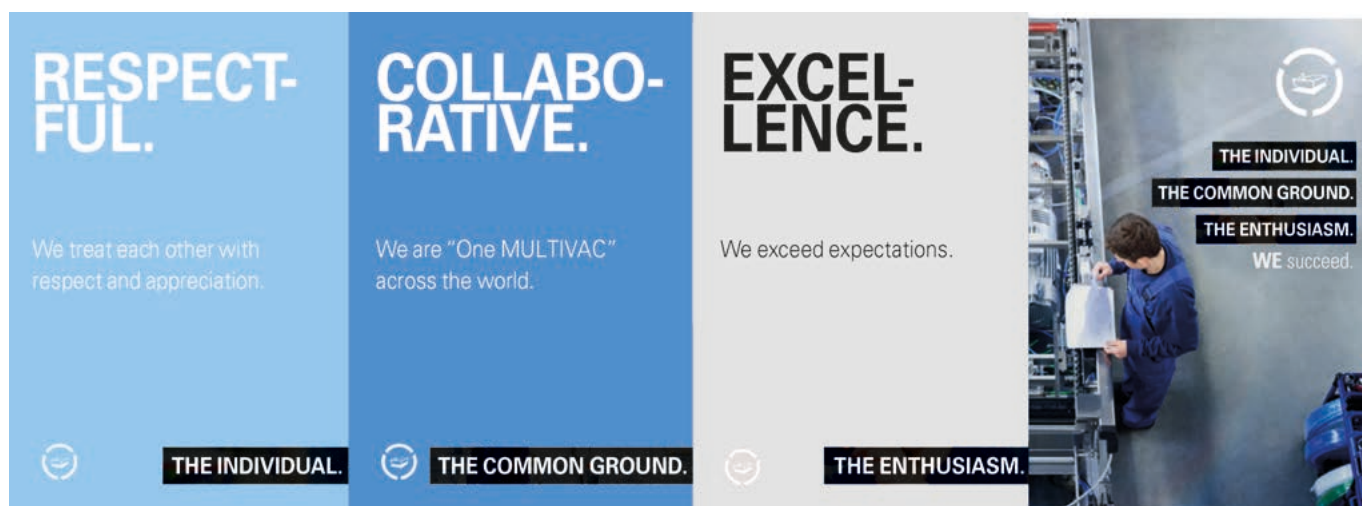 RESPECT-
FUL.
We treat each other with
respect and appreciation.
THE INDIVIDUAL.
COLLABO-
RATIVE.
We are “One MULTIVAC”
across the world.
THE COMMON GROUND.
EXCEL-
LENCE.
We exceed expectations.
THE ENTHUSIASM.
THE INDIVIDUAL.
THE COMMON GROUND.
THE ENTHUSIASM.
WE succeed.